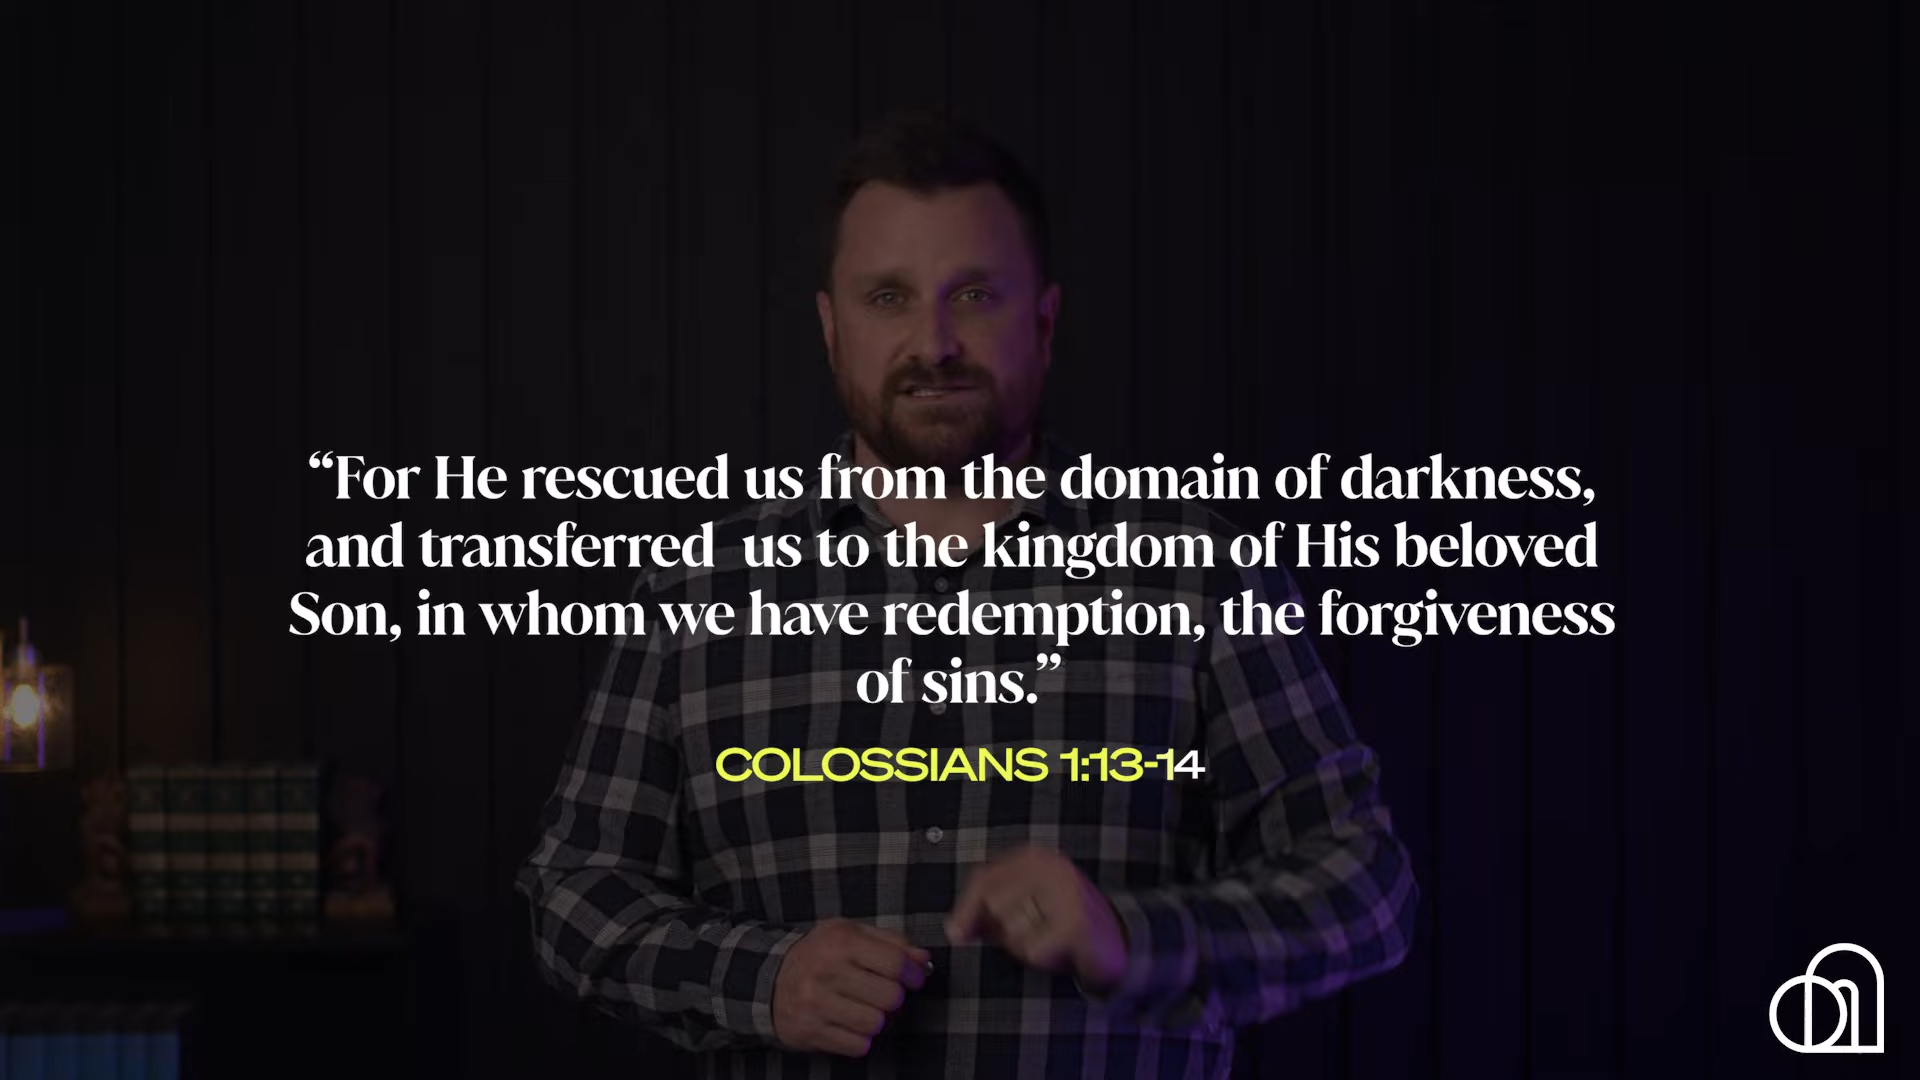 “For He rescued us from the domain of darkness,
and transferred  us to the kingdom of His beloved
Son, in whom we have redemption, the forgiveness
of sins.”
COLOSSIANS 1:13-14